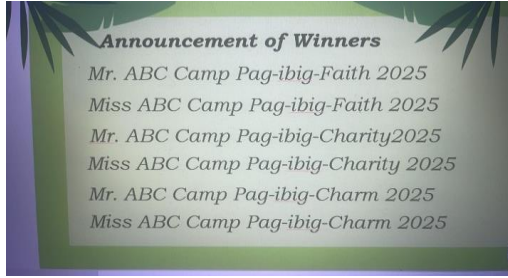 Announcement of Winners
Mr. ABC Camp Pag-ibig-Faith 2025
Miss ABC Camp Pag-ibig-Faith 2025
Mr. ABC Camp Pag-ibig-Charity2025
Miss ABC Camp Pag-ibig-Charity 2025
Mr. ABC Camp Pag-ibig-Charm 2025
Miss ABC Camp Pag-ibig-Charm 2025